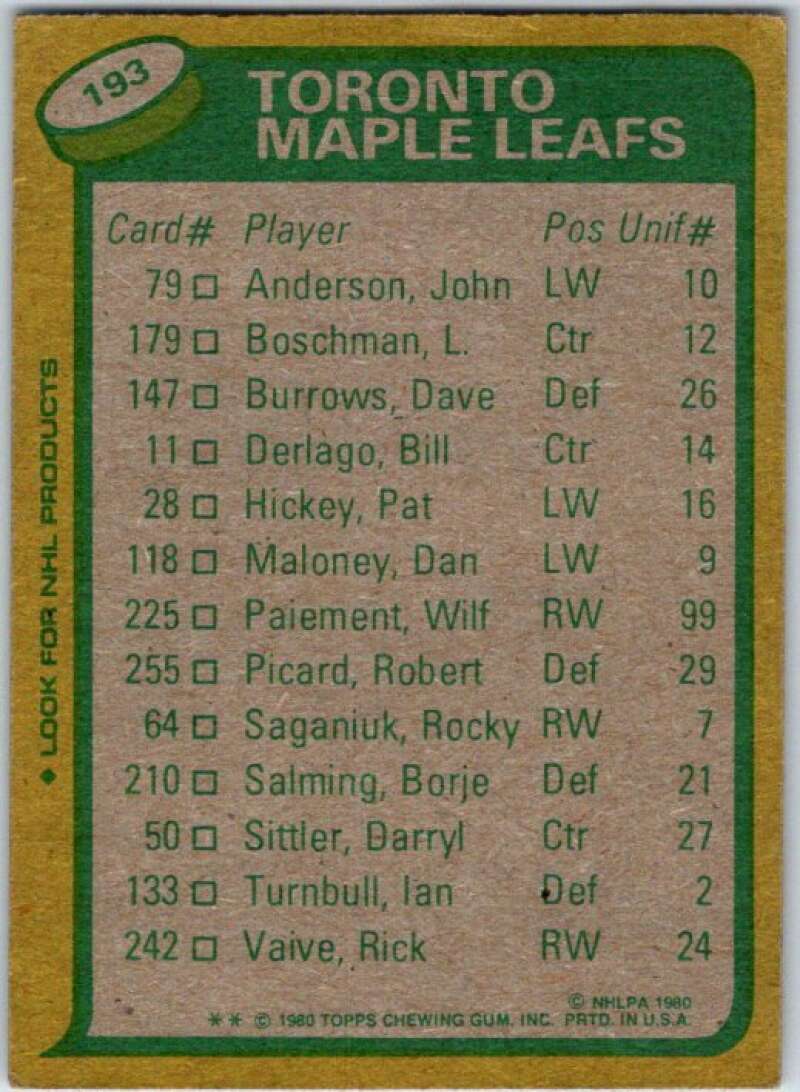 193
TORONTO
MAPLE LEAFS
Card# Player Pos Unif#
79 □ Anderson, John LW 10
179 □ Boschman, L. Ctr 12
147 □ Burrows, Dave Def 26
11 □ Derlago, Bill Ctr 14
28 □ Hickey, Pat LW 16
118 □ Maloney, Dan LW 9
225 □ Paiement, Wilf RW 99
255 □ Picard, Robert Def 29
64 □ Saganiuk, Rocky RW 7
210 □ Salming, Borje Def 21
50 □ Sittler, Darryl Ctr 27
133 □ Turnbull, Ian Def 2
242 □ Vaive, Rick RW 24
© NHLPA 1980
** © 1980 TOPPS CHEWING GUM, INC. PRTD. IN U.S.A.
♦ LOOK FOR NHL PRODUCTS